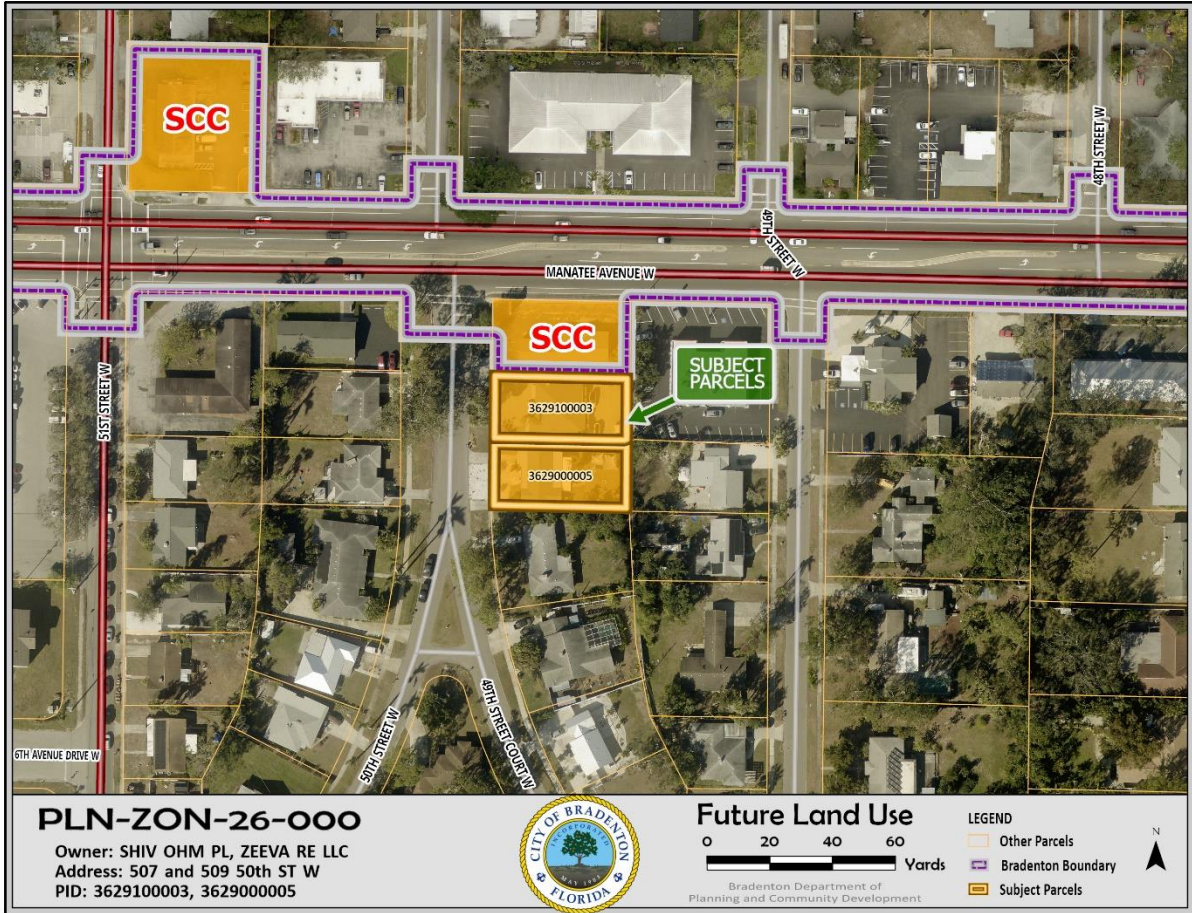 SCC
48TH STREET W
49TH STREET W
MANATEE AVENUE W
51ST STREET W
SCC
SUBJECT
PARCELS
3629100003
3629000005
50TH STREET W
49TH STREET COURT W
6TH AVENUE DRIVE W
PLN-ZON-26-000
Owner: SHIV OHM PL, ZEEVA RE LLC
Address: 507 and 509 50th ST W
PID: 3629100003, 3629000005
CITY OF BRADENTON
INCORPORATED
MAY 1903
FLORIDA
Future Land Use
0 20 40 60
Yards
Bradenton Department of
Planning and Community Development
LEGEND
Other Parcels
Bradenton Boundary
Subject Parcels
N